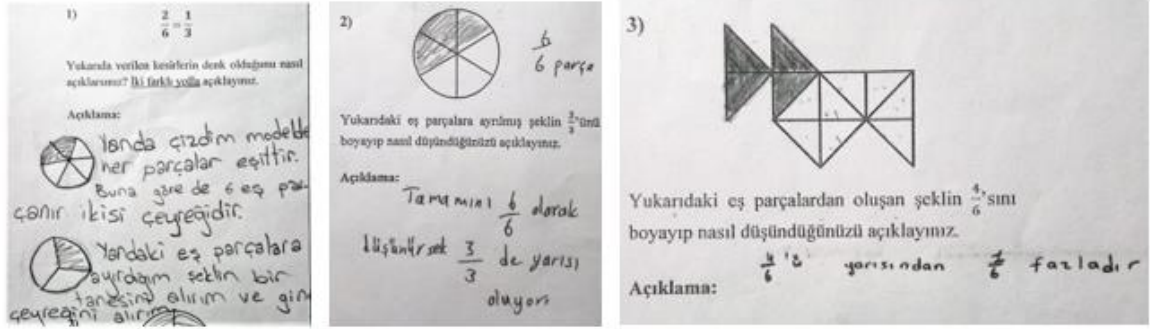 1)
2/6 = 1/3
Yukarıda verilen kesirlerin denk olduğunu nasıl
açıklarsınız? İki farklı yolla açıklayınız.
Açıklama:
Yanda çizdim modelde
her parçalar eşittir.
Buna göre de 6 eş par
çanır ikisi çeyreğidir.
Yandaki eş parçalara
ayırdığım şeklin bir
tanesini alırım ve gin
çeyreğini alırım
2)
6/6 parça
Yukarıdaki eş parçalara ayrılmış şeklin 2/3'ünü
boyayıp nasıl düşündüğünüzü açıklayınız.
Açıklama:
Tamamını 6/6 olarak
düşünürsek 3/3 de yarısı
oluyor.
3)
Yukarıdaki eş parçalardan oluşan şeklin 4/6'sını
boyayıp nasıl düşündüğünüzü açıklayınız.
4/6 'ü yarısından 1/6 fazladır
Açıklama: